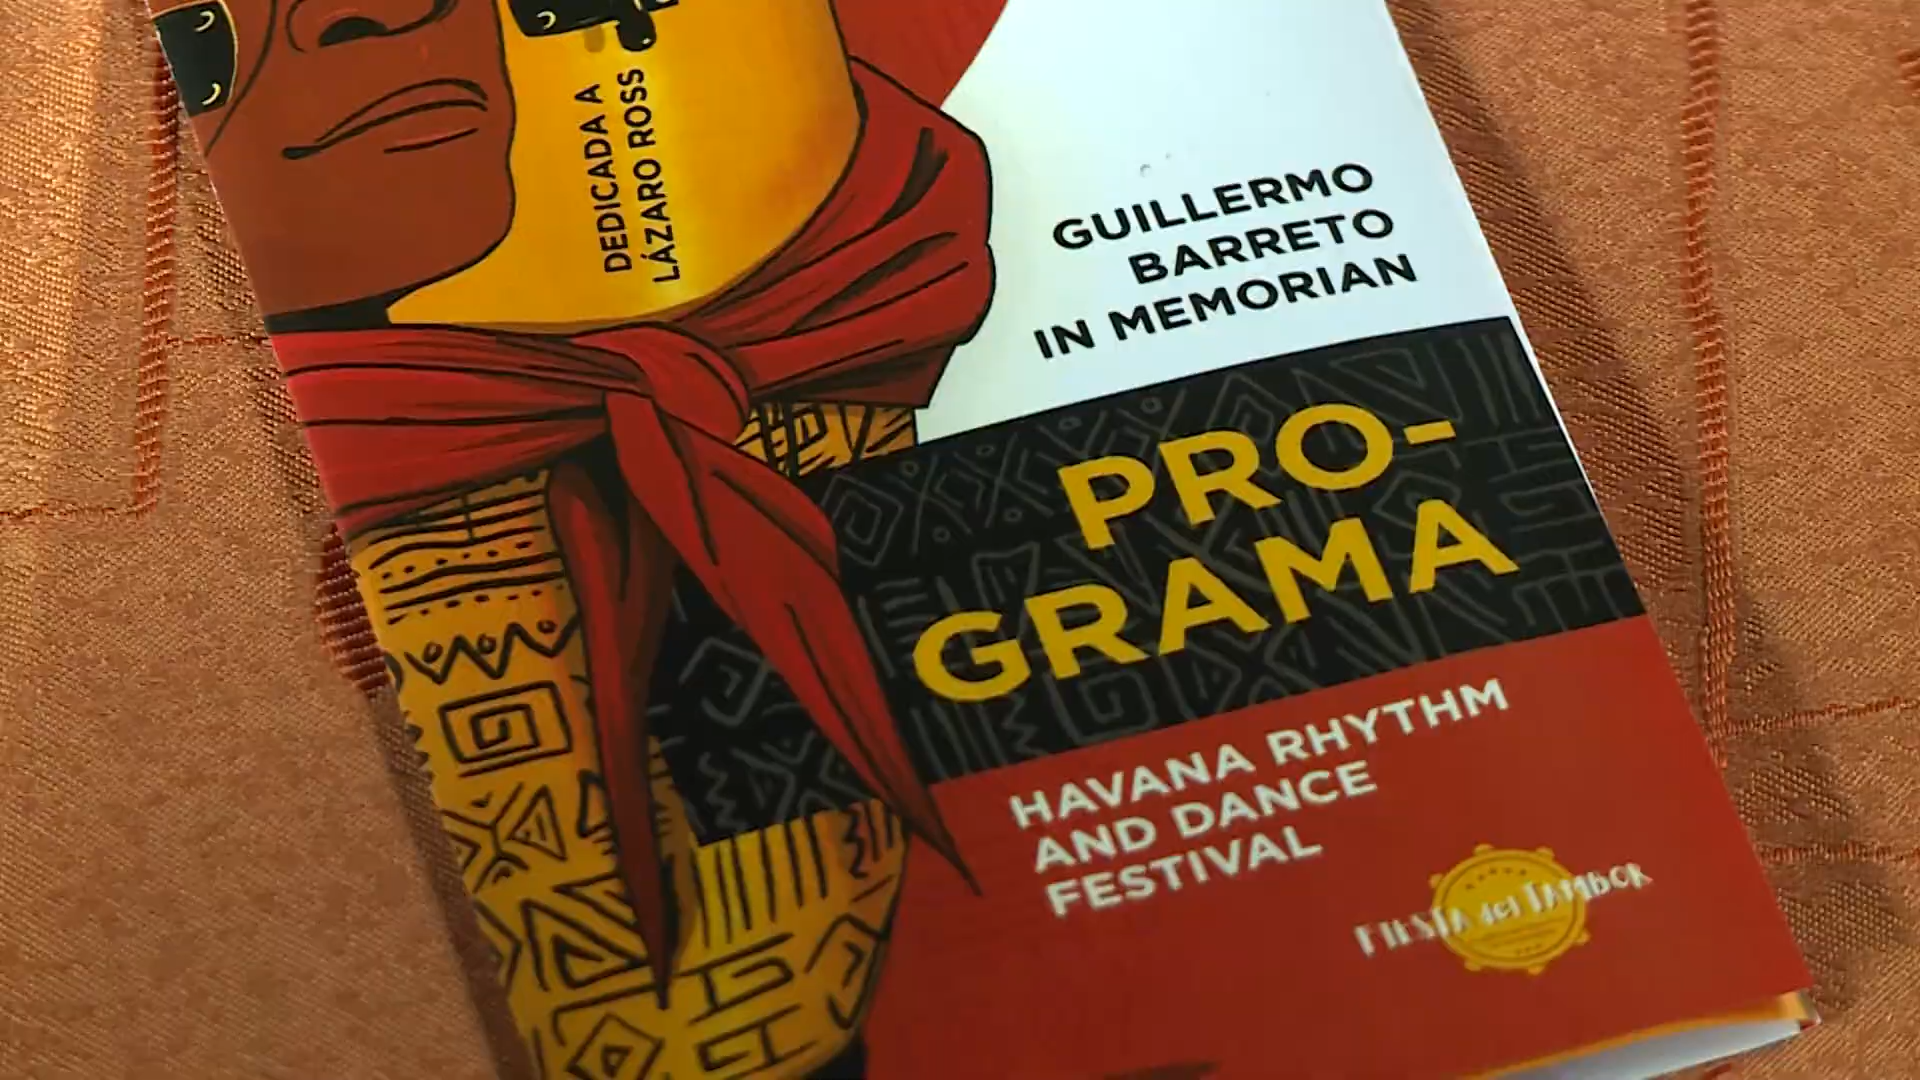 DEDICADA A
LÁZARO ROSS
GUILLERMO
BARRETO
IN MEMORIAN
PRO-
GRAMA
HAVANA RHYTHM
AND DANCE
FESTIVAL
FIESTA del TAMBOR